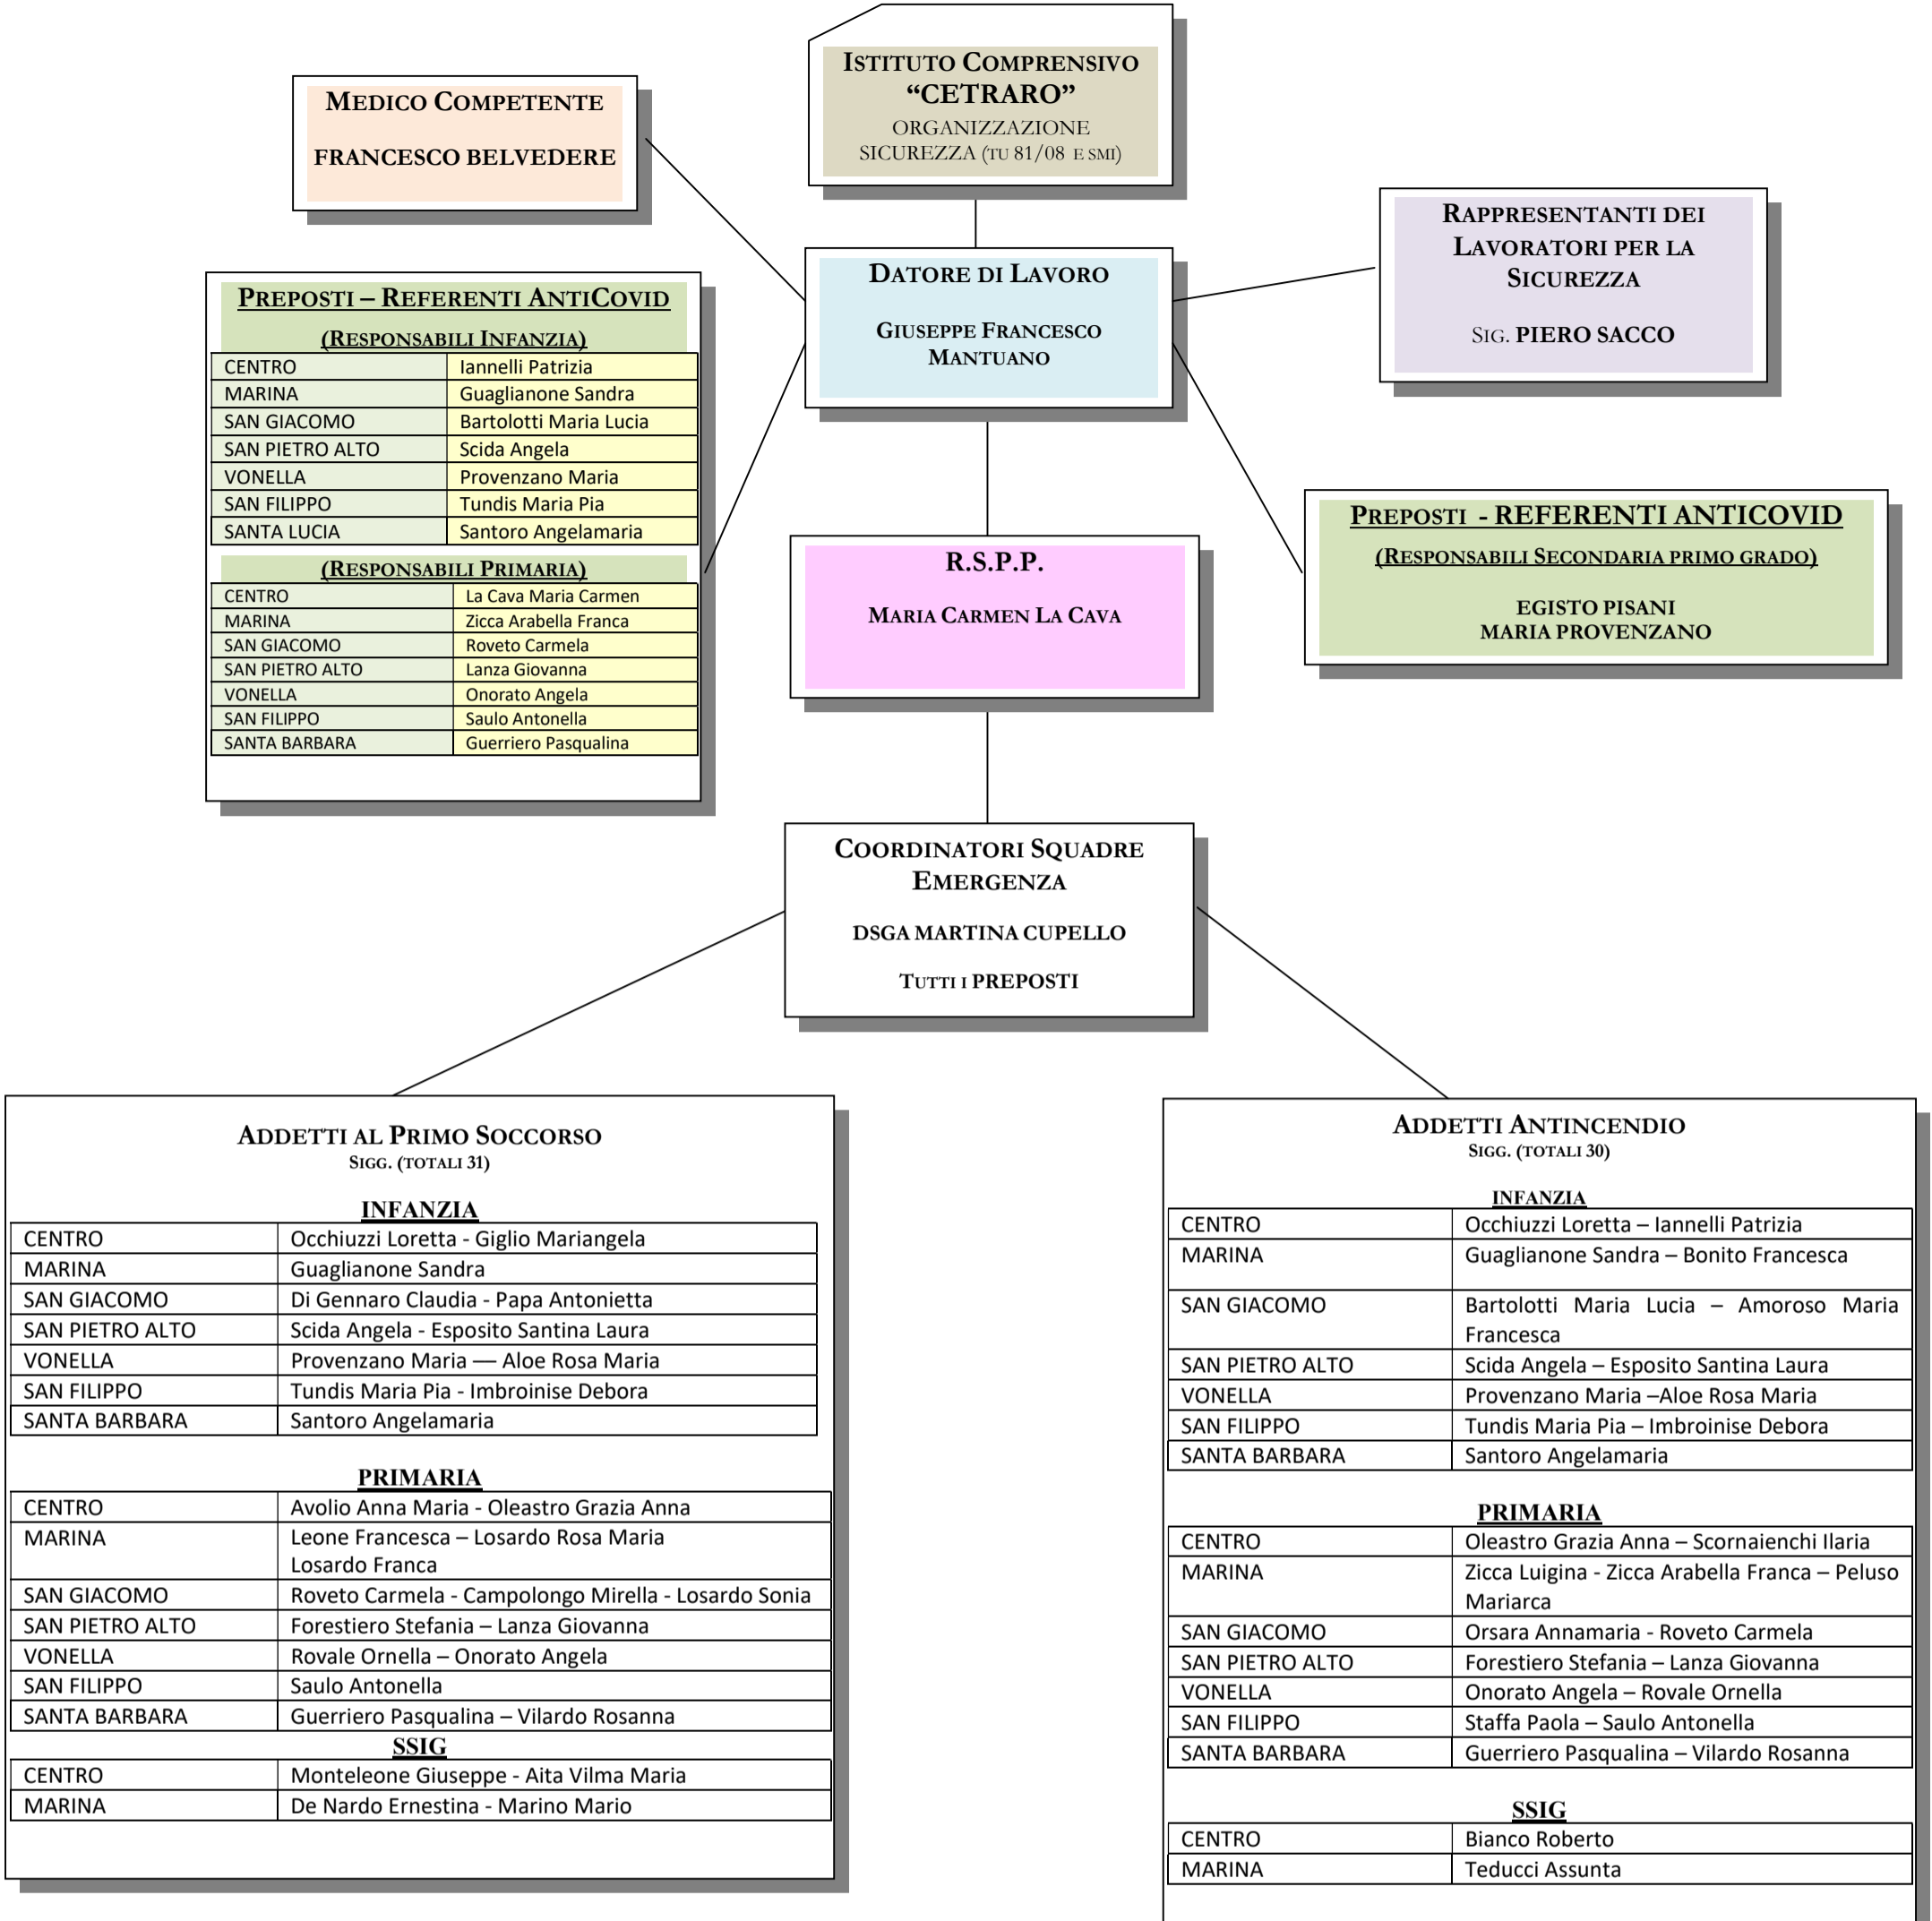 ISTITUTO COMPRENSIVO
“CETRARO”
ORGANIZZAZIONE
SICUREZZA (TU 81/08 E SMI)
MEDICO COMPETENTE
FRANCESCO BELVEDERE
DATORE DI LAVORO
GIUSEPPE FRANCESCO
MANTUANO
RAPPRESENTANTI DEI
LAVORATORI PER LA
SICUREZZA
SIG. PIERO SACCO
PREPOSTI – REFERENTI ANTICOVID
(RESPONSABILI INFANZIA)
CENTRO Iannelli Patrizia
MARINA Guaglianone Sandra
SAN GIACOMO Bartolotti Maria Lucia
SAN PIETRO ALTO Scida Angela
VONELLA Provenzano Maria
SAN FILIPPO Tundis Maria Pia
SANTA LUCIA Santoro Angelamaria
(RESPONSABILI PRIMARIA)
CENTRO La Cava Maria Carmen
MARINA Zicca Arabella Franca
SAN GIACOMO Roveto Carmela
SAN PIETRO ALTO Lanza Giovanna
VONELLA Onorato Angela
SAN FILIPPO Saulo Antonella
SANTA BARBARA Guerriero Pasqualina
R.S.P.P.
MARIA CARMEN LA CAVA
PREPOSTI - REFERENTI ANTICOVID
(RESPONSABILI SECONDARIA PRIMO GRADO)
EGISTO PISANI
MARIA PROVENZANO
COORDINATORI SQUADRE
EMERGENZA
DSGA MARTINA CUPELLO
TUTTI I PREPOSTI
ADDETTI AL PRIMO SOCCORSO
SIGG. (TOTALI 31)
INFANZIA
CENTRO Occhiuzzi Loretta - Giglio Mariangela
MARINA Guaglianone Sandra
SAN GIACOMO Di Gennaro Claudia - Papa Antonietta
SAN PIETRO ALTO Scida Angela - Esposito Santina Laura
VONELLA Provenzano Maria –– Aloe Rosa Maria
SAN FILIPPO Tundis Maria Pia - Imbroinise Debora
SANTA BARBARA Santoro Angelamaria
PRIMARIA
CENTRO Avolio Anna Maria - Oleastro Grazia Anna
MARINA Leone Francesca – Losardo Rosa Maria
Losardo Franca
SAN GIACOMO Roveto Carmela - Campolongo Mirella - Losardo Sonia
SAN PIETRO ALTO Forestiero Stefania – Lanza Giovanna
VONELLA Rovale Ornella – Onorato Angela
SAN FILIPPO Saulo Antonella
SANTA BARBARA Guerriero Pasqualina – Vilardo Rosanna
SSIG
CENTRO Monteleone Giuseppe - Aita Vilma Maria
MARINA De Nardo Ernestina - Marino Mario
ADDETTI ANTINCENDIO
SIGG. (TOTALI 30)
INFANZIA
CENTRO Occhiuzzi Loretta – Iannelli Patrizia
MARINA Guaglianone Sandra – Bonito Francesca
SAN GIACOMO Bartolotti Maria Lucia – Amoroso Maria
Francesca
SAN PIETRO ALTO Scida Angela – Esposito Santina Laura
VONELLA Provenzano Maria –Aloe Rosa Maria
SAN FILIPPO Tundis Maria Pia – Imbroinise Debora
SANTA BARBARA Santoro Angelamaria
PRIMARIA
CENTRO Oleastro Grazia Anna – Scornaienchi Ilaria
MARINA Zicca Luigina - Zicca Arabella Franca – Peluso
Mariarca
SAN GIACOMO Orsara Annamaria - Roveto Carmela
SAN PIETRO ALTO Forestiero Stefania – Lanza Giovanna
VONELLA Onorato Angela – Rovale Ornella
SAN FILIPPO Staffa Paola – Saulo Antonella
SANTA BARBARA Guerriero Pasqualina – Vilardo Rosanna
SSIG
CENTRO Bianco Roberto
MARINA Teducci Assunta